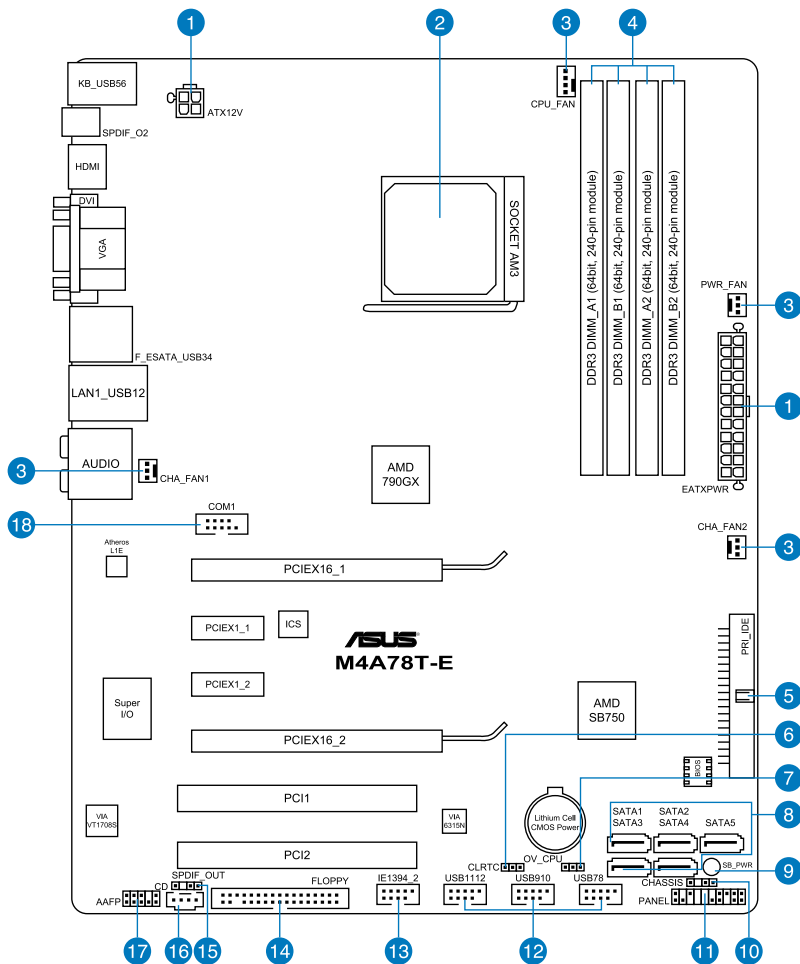 1
2
3
4
KB_USB56
ATX12V
CPU_FAN
SPDIF_O2
HDMI
DVI
VGA
SOCKET AM3
DDR3 DIMM_A1 (64bit, 240-pin module)
DDR3 DIMM_B1 (64bit, 240-pin module)
DDR3 DIMM_A2 (64bit, 240-pin module)
DDR3 DIMM_B2 (64bit, 240-pin module)
PWR_FAN
3
F_ESATA_USB34
LAN1_USB12
1
AUDIO
3
CHA_FAN1
AMD
790GX
EATXPWR
COM1
18
CHA_FAN2
3
Atheros
L1E
PCIEX16_1
PCIEX1_1
ICS
ASUS
M4A78T-E
PRI_IDE
PCIEX1_2
Super
I/O
AMD
SB750
5
6
PCIEX16_2
BIOS
7
PCI1
VIA
VT1708S
VIA
6315N
Lithium Cell
CMOS Power
SATA1
SATA3
SATA2
SATA4
SATA5
8
PCI2
CLRTC
OV_CPU
SB_PWR
9
SPDIF_OUT
CD
FLOPPY
IE1394_2
USB1112
USB910
USB78
CHASSIS
AAFP
PANEL
17
16
15
14
13
12
11
10